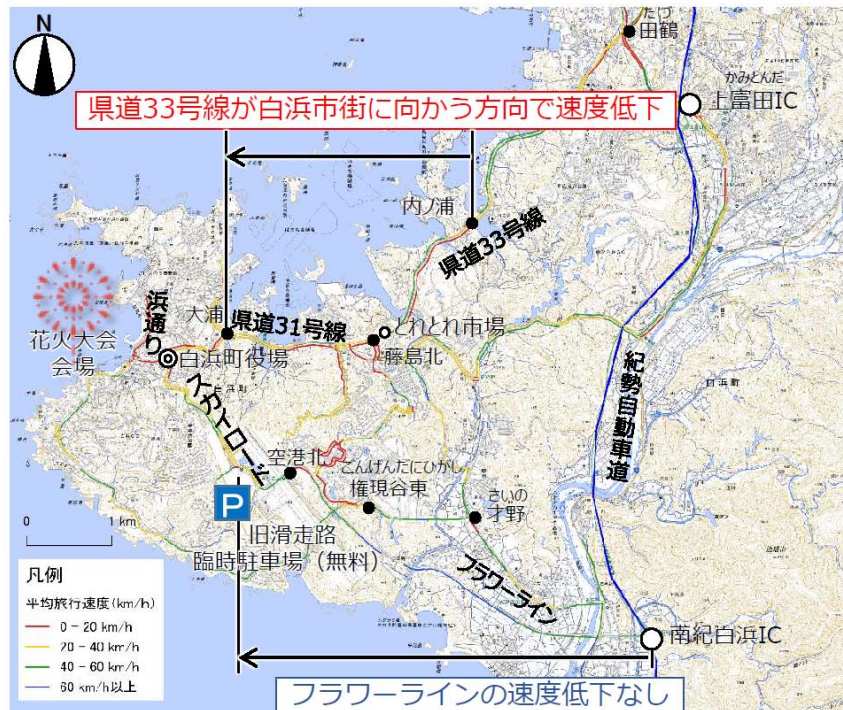 N
たづ
田鶴
かみとんだ
上富田IC
県道33号線が白浜市街に向かう方向で速度低下
内ノ浦
県道33号線
花火大会
会場
浜通り
大浦
県道31号線
とれとれ市場
藤島北
白浜町役場
白浜町
スカイロード
紀勢自動車道
白浜町
空港北
ごんげんだにひがし
権現谷東
さいの
才野
P
旧滑走路
臨時駐車場（無料）
フラワーライン
0 1 km
凡例
平均旅行速度(km/h)
0 - 20 km/h
20 - 40 km/h
40 - 60 km/h
60 km/h以上
南紀白浜IC
フラワーラインの速度低下なし